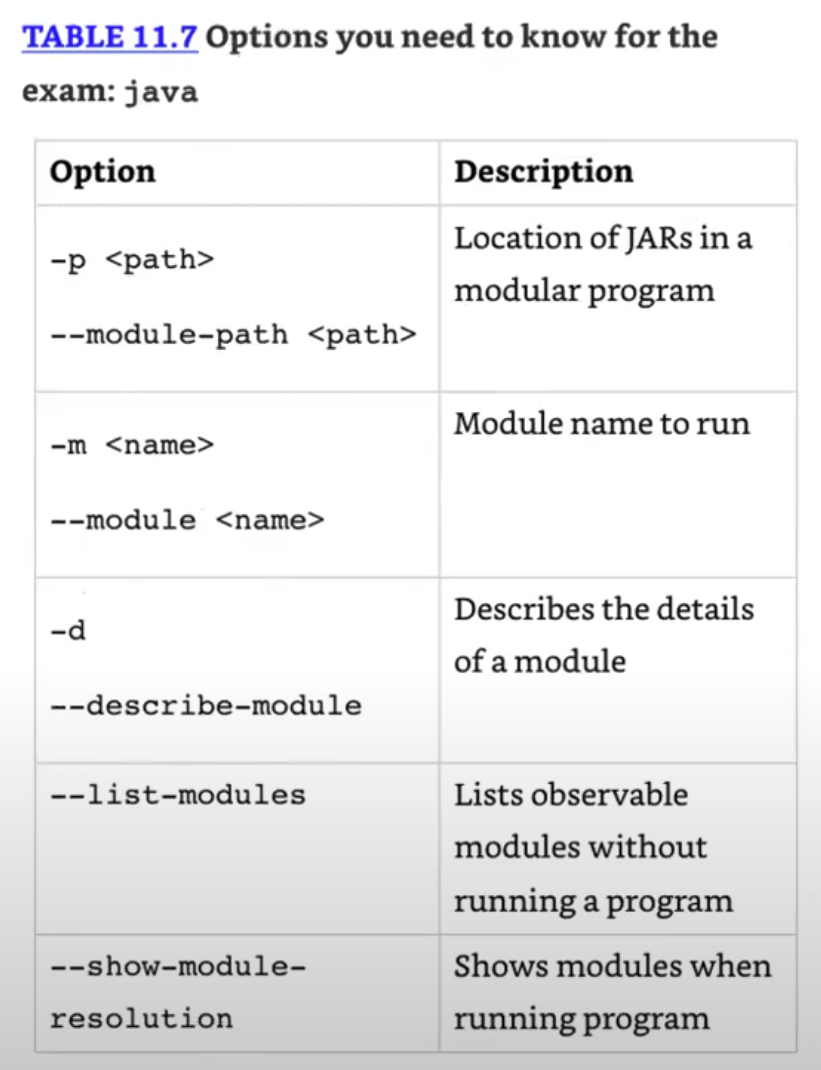 TABLE 11.7 Options you need to know for the
exam: java
Option Description
-p <path>
--module-path <path>
Location of JARs in a
modular program
-m <name>
--module <name>
Module name to run
-d
--describe-module
Describes the details
of a module
--list-modules
Lists observable
modules without
running a program
--show-module-
resolution
Shows modules when
running program